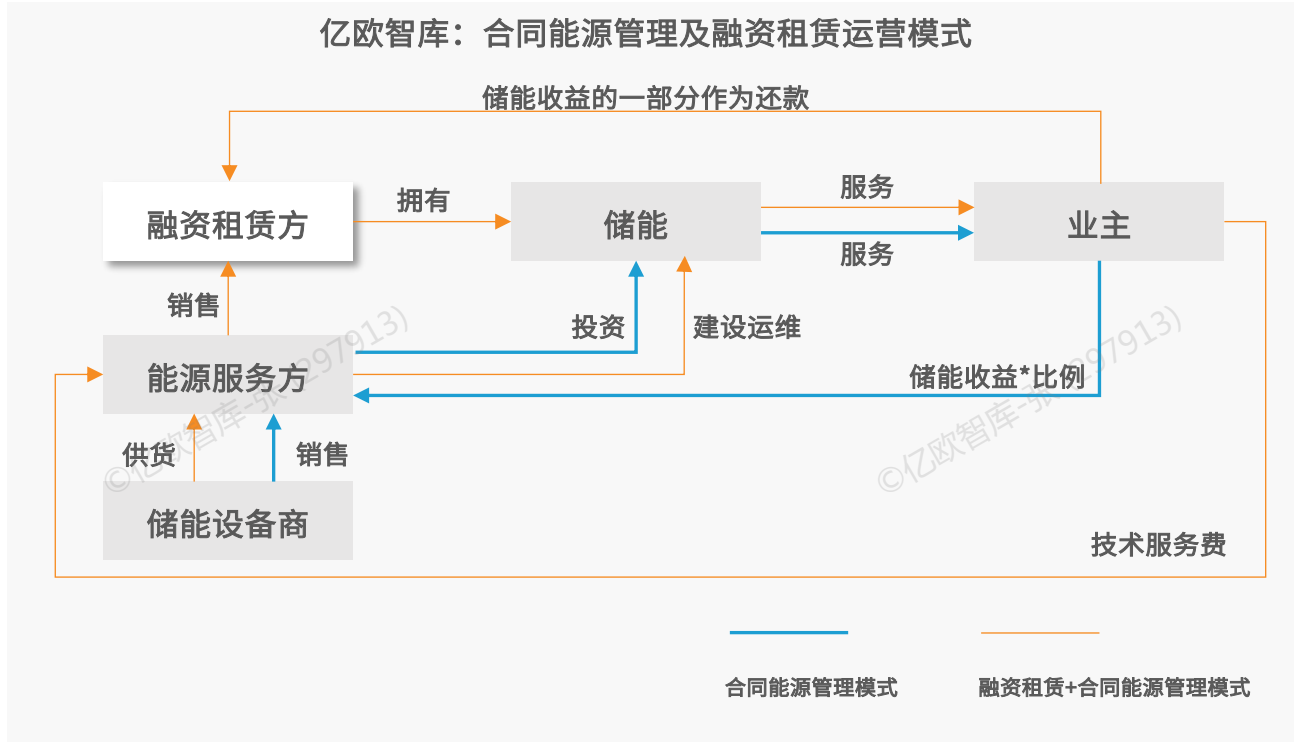 亿欧智库：合同能源管理及融资租赁运营模式
储能收益的一部分作为还款
融资租赁方
拥有
储能
服务
服务
业主
销售
投资
建设运维
能源服务方
储能收益*比例
供货
销售
储能设备商
技术服务费
合同能源管理模式
融资租赁+合同能源管理模式